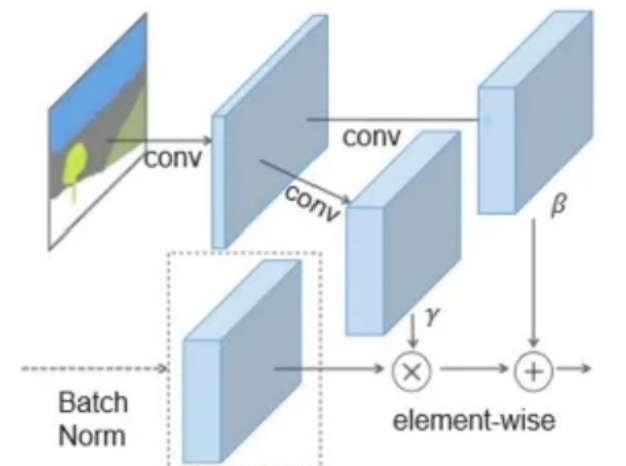 conv
conv
conv
β
γ
×
+
Batch
Norm
element-wise